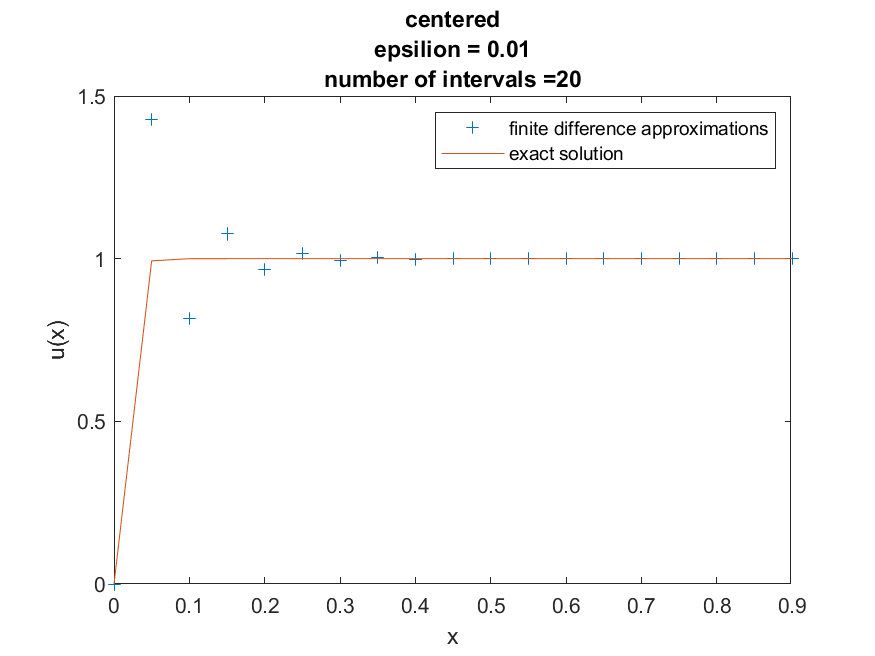 centered
epsilion = 0.01
number of intervals =20
1.5
finite difference approximations
exact solution
1
u(x)
0.5
0
0 0.1 0.2 0.3 0.4 0.5 0.6 0.7 0.8 0.9
x